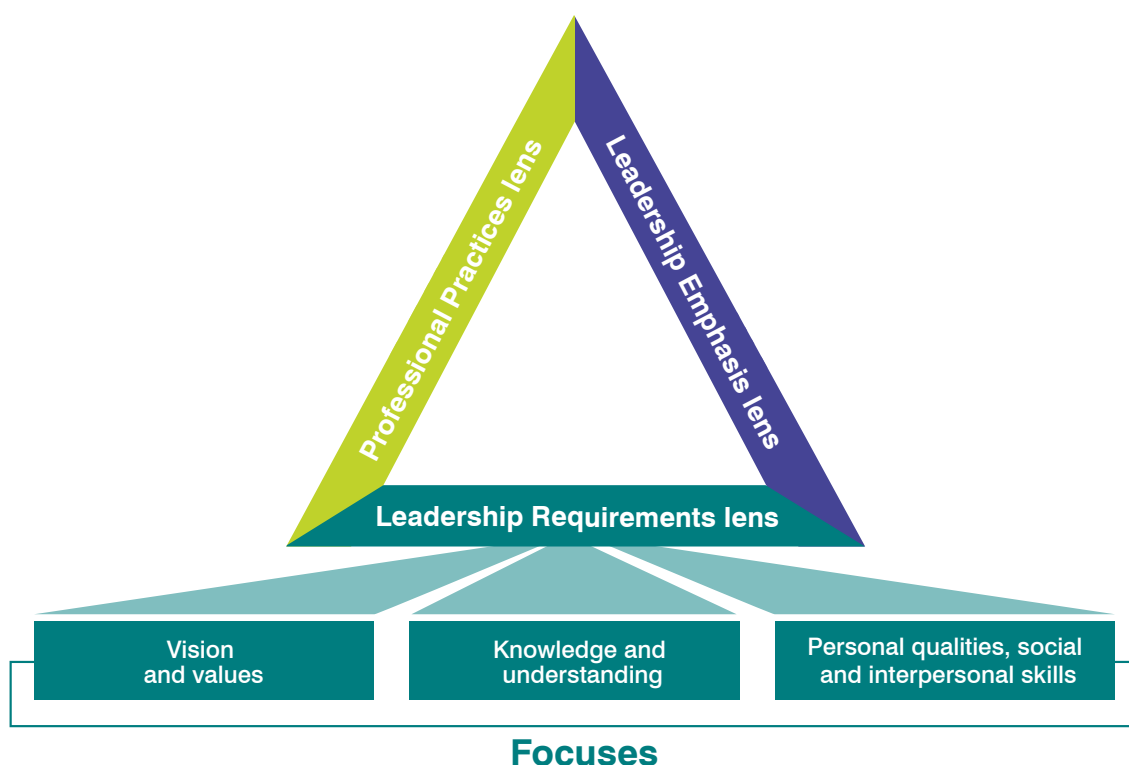 Professional Practices lens
Leadership Emphasis lens
Leadership Requirements lens
Vision
and values
Knowledge and
understanding
Personal qualities, social
and interpersonal skills
Focuses